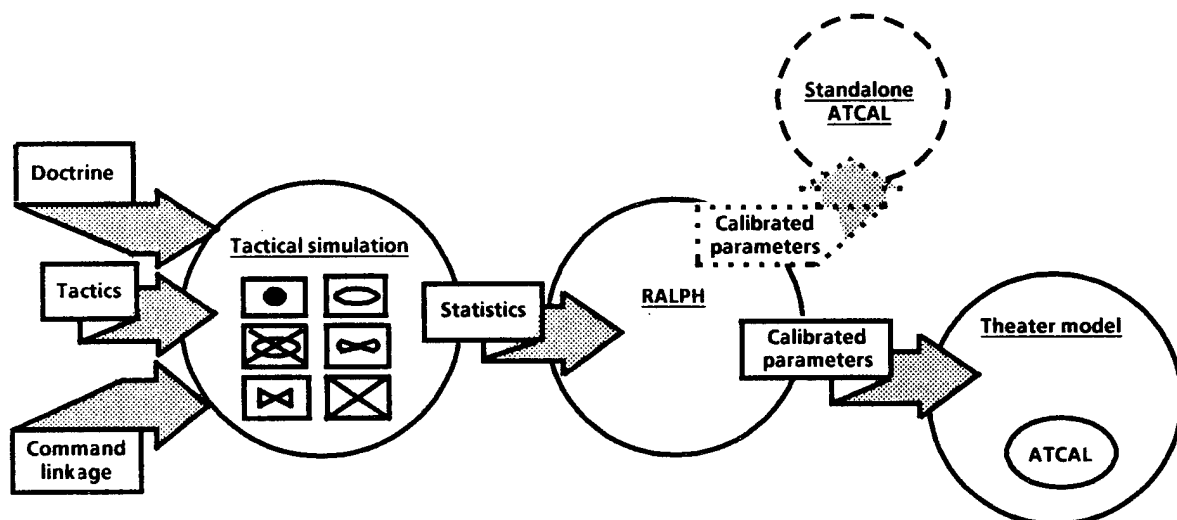 Standalone
ATCAL
Doctrine
Tactical simulation
Calibrated
parameters
Tactics
Statistics
RALPH
Calibrated
parameters
Theater model
Command
linkage
ATCAL